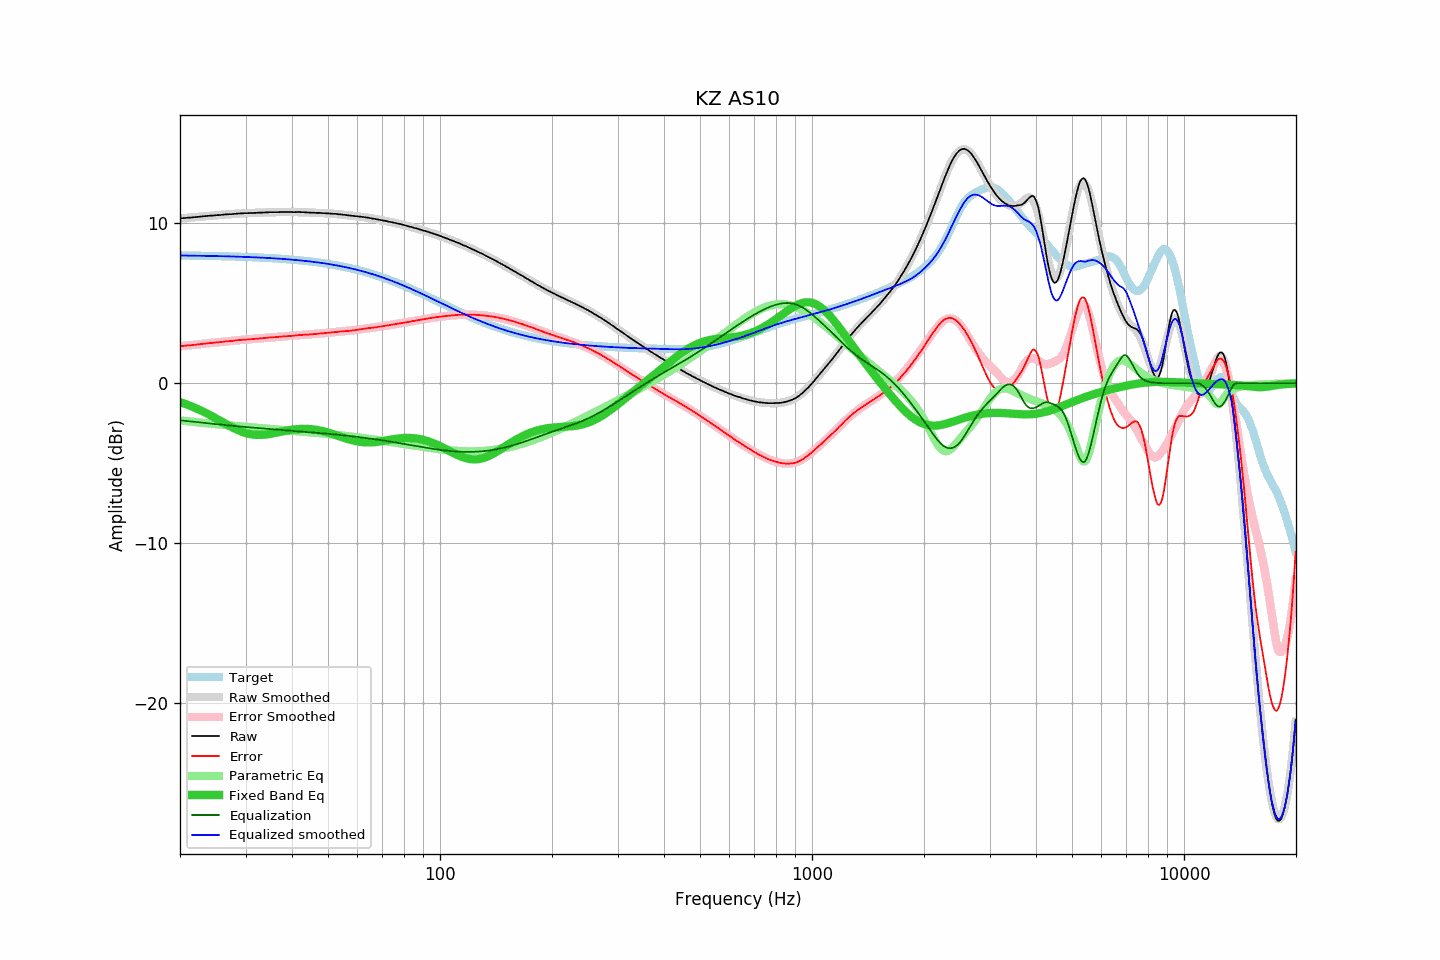 KZ AS10
10
0
−10
−20
Amplitude (dBr)
Target
Raw Smoothed
Error Smoothed
Raw
Error
Parametric Eq
Fixed Band Eq
Equalization
Equalized smoothed
100
1000
10000
Frequency (Hz)